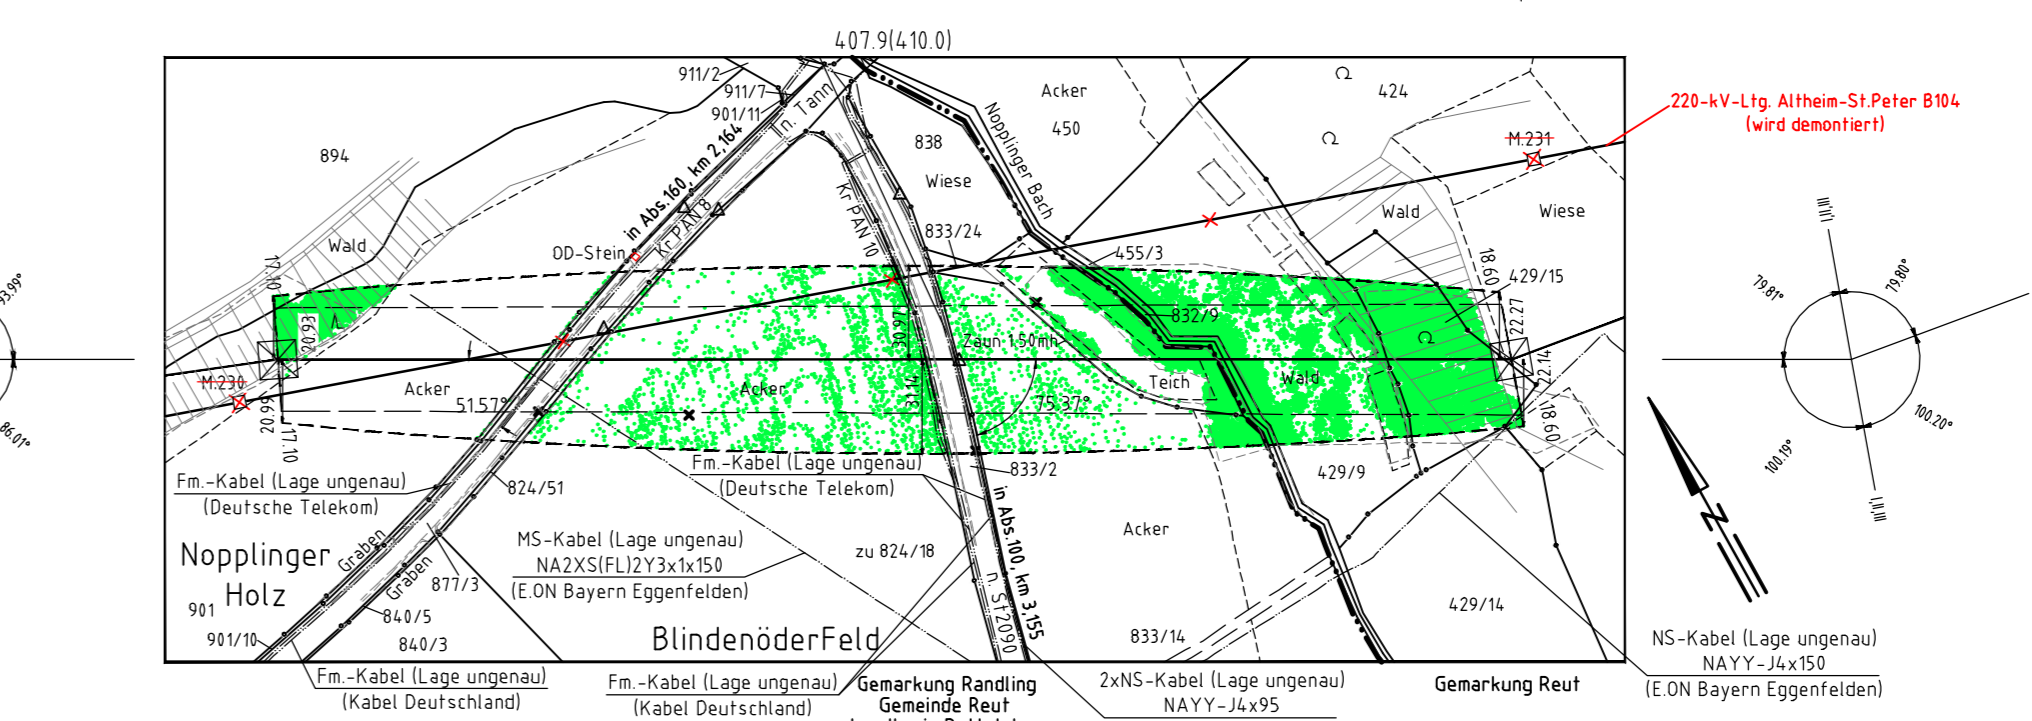 407.9(410.0)
911/2
911/7
901/11
in Abs.160, km 2,164
n. Tann
894
Wald
OD-Stein
Kr PAN 8
Kr PAN 10
838
Wiese
833/24
Nopplinger Bach
Acker
450
424
455/3
Wald
Wiese
M.231
220-kV-Ltg. Altheim-St.Peter B104
(wird demontiert)
93.99°
86.01°
17.01
20.93
M.230
20.99
17.10
Acker
51.57°
Acker
30.97
31.14
Zaun 1.50mh
75.37°
832/9
Teich
Wald
18.60
429/15
22.27
22.14
18.60
79.81°
79.80°
100.19°
100.20°
III,II,I
III,II,I
Fm.-Kabel (Lage ungenau)
(Deutsche Telekom)
824/51
Fm.-Kabel (Lage ungenau)
(Deutsche Telekom)
833/2
429/9
Nopplinger
Holz
Graben
Graben
MS-Kabel (Lage ungenau)
NA2XS(FL)2Y3x1x150
(E.ON Bayern Eggenfelden)
zu 824/18
in Abs.100, km 3,155
n. St2090
Acker
901
901/10
877/3
840/5
840/3
BlindenöderFeld
833/14
429/14
N
Fm.-Kabel (Lage ungenau)
(Kabel Deutschland)
Fm.-Kabel (Lage ungenau)
(Kabel Deutschland)
Gemarkung Randling
Gemeinde Reut
2xNS-Kabel (Lage ungenau)
NAYY-J4x95
Gemarkung Reut
NS-Kabel (Lage ungenau)
NAYY-J4x150
(E.ON Bayern Eggenfelden)